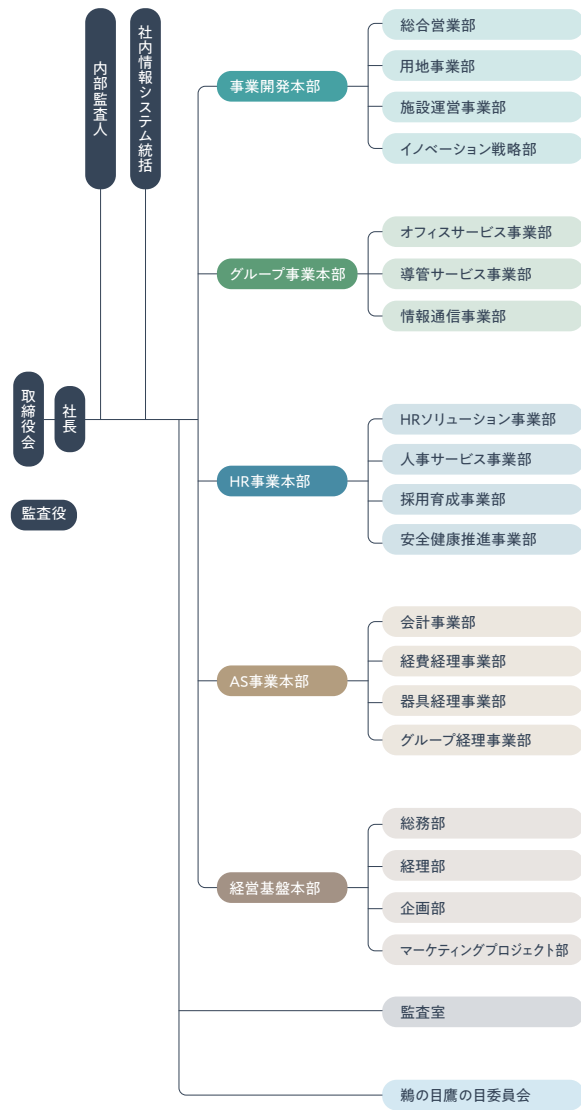 取締役会
社長
監査役
内部監査人
社内情報システム統括
事業開発本部
総合営業部
用地事業部
施設運営事業部
イノベーション戦略部
グループ事業本部
オフィスサービス事業部
導管サービス事業部
情報通信事業部
HR事業本部
HRソリューション事業部
人事サービス事業部
採用育成事業部
安全健康推進事業部
AS事業本部
会計事業部
経費経理事業部
器具経理事業部
グループ経理事業部
経営基盤本部
総務部
経理部
企画部
マーケティングプロジェクト部
監査室
鵜の目鷹の目委員会